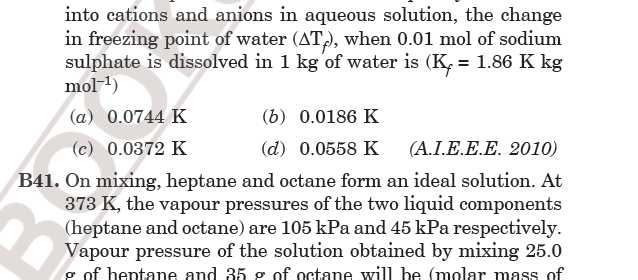 into cations and anions in aqueous solution, the change
in freezing point of water (ΔTf), when 0.01 mol of sodium
sulphate is dissolved in 1 kg of water is (Kf = 1.86 K kg
mol⁻¹)
(a) 0.0744 K (b) 0.0186 K
(c) 0.0372 K (d) 0.0558 K (A.I.E.E.E. 2010)
B41. On mixing, heptane and octane form an ideal solution. At
373 K, the vapour pressures of the two liquid components
(heptane and octane) are 105 kPa and 45 kPa respectively.
Vapour pressure of the solution obtained by mixing 25.0
g of heptane and 35 g of octane will be (molar mass of